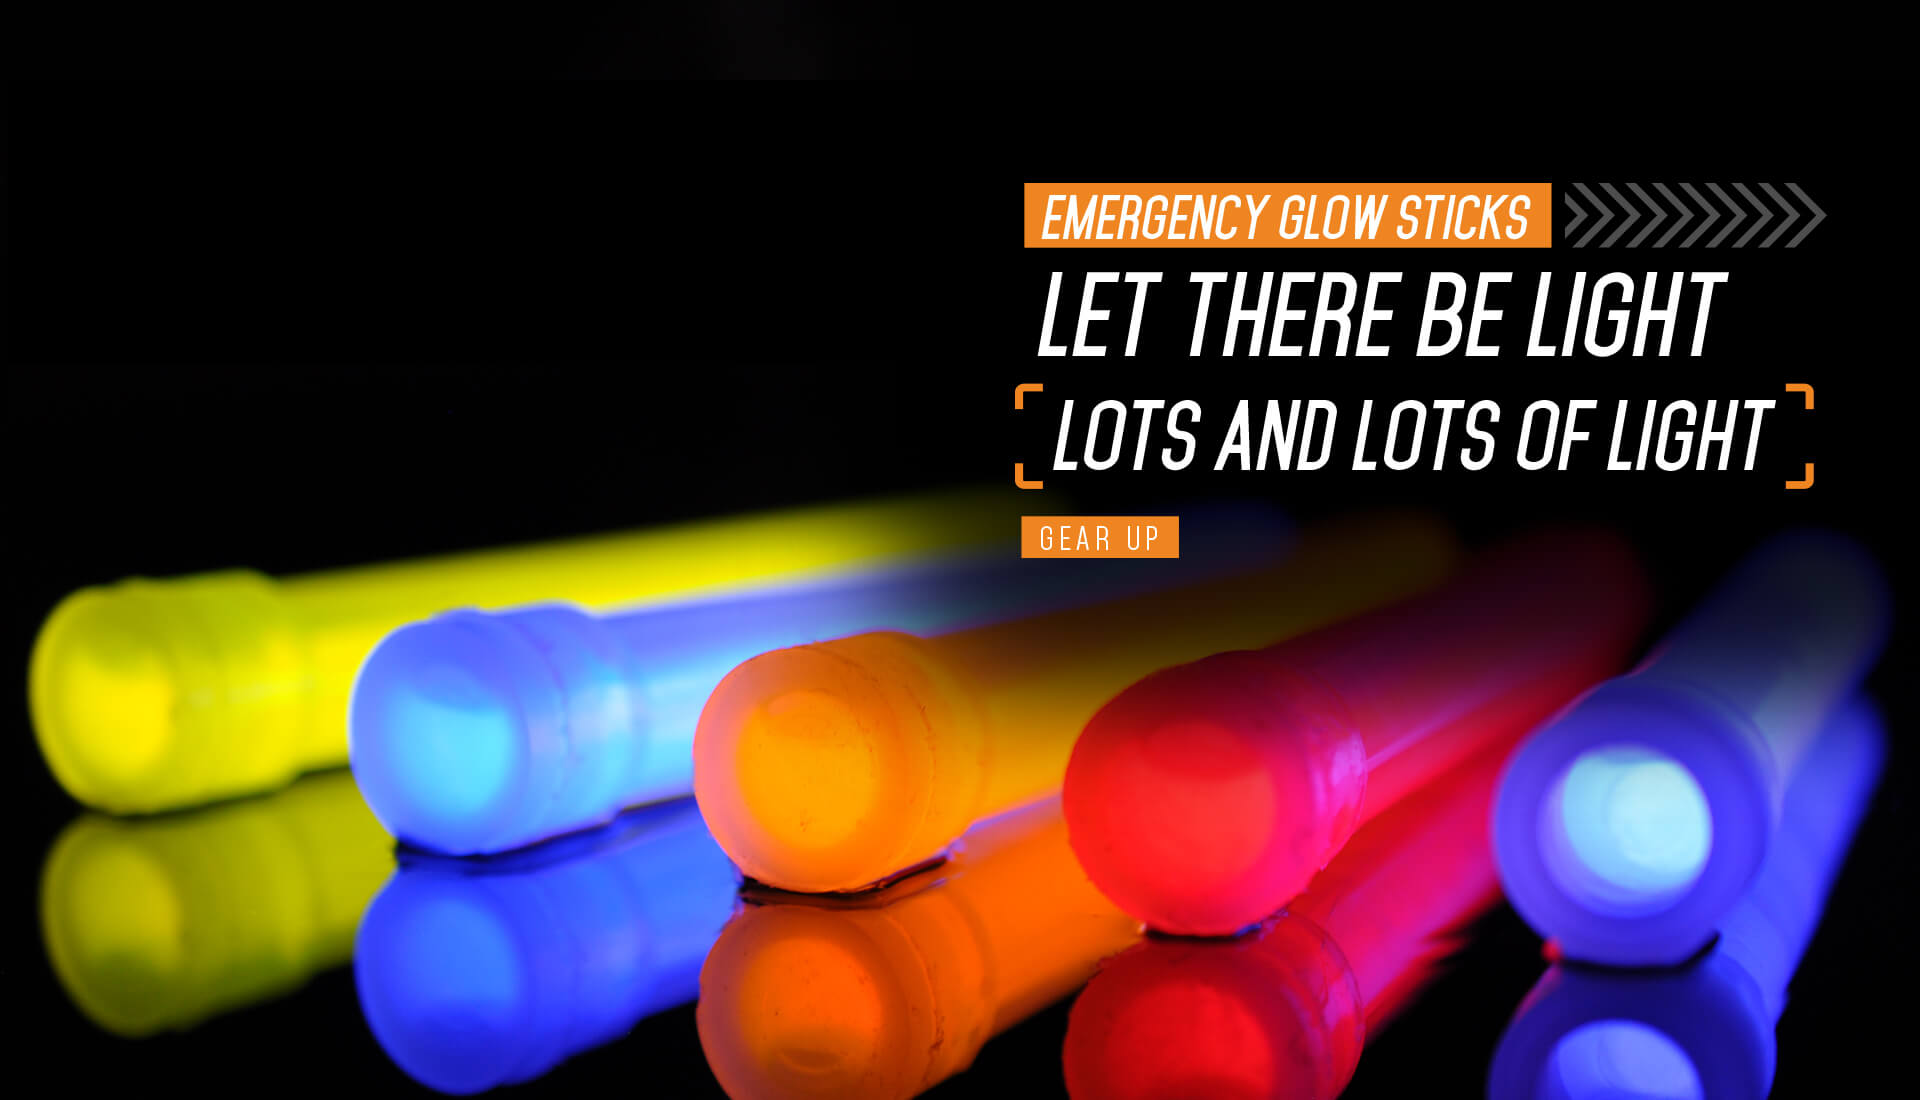 EMERGENCY GLOW STICKS
LET THERE BE LIGHT
LOTS AND LOTS OF LIGHT
GEAR UP